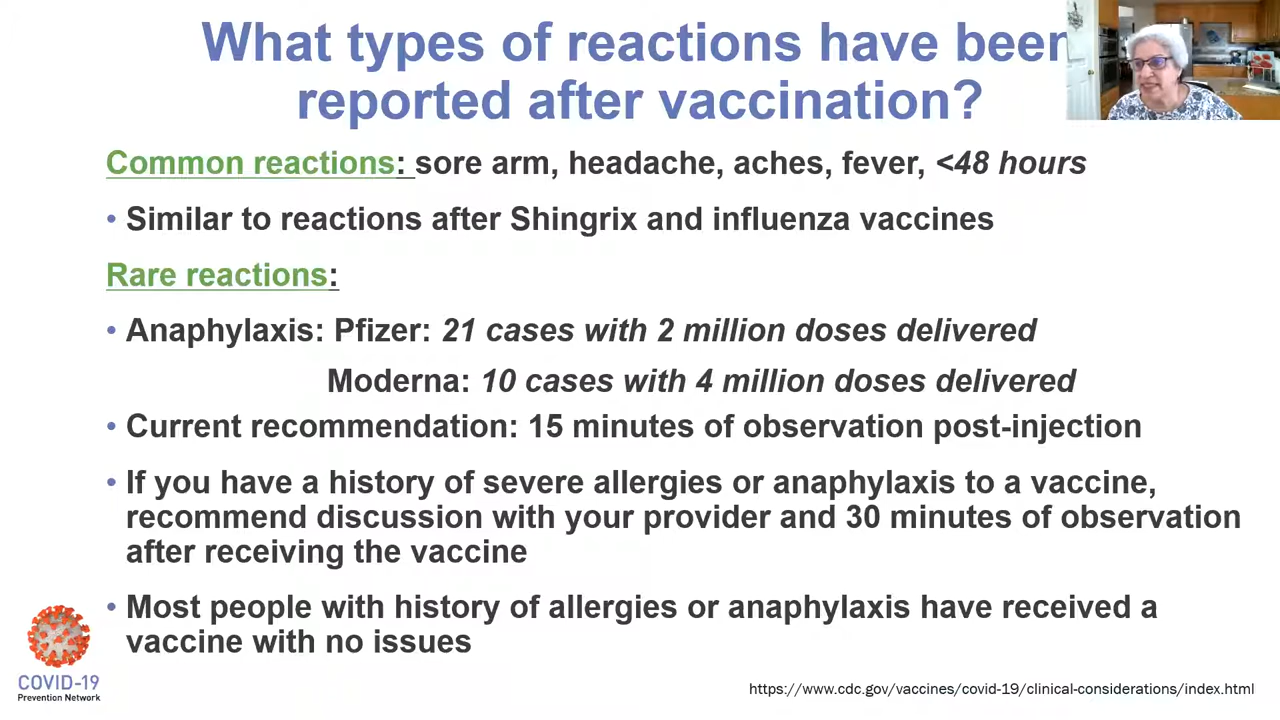 What types of reactions have been
reported after vaccination?
Common reactions: sore arm, headache, aches, fever, <48 hours
• Similar to reactions after Shingrix and influenza vaccines
Rare reactions:
• Anaphylaxis: Pfizer: 21 cases with 2 million doses delivered
Moderna: 10 cases with 4 million doses delivered
• Current recommendation: 15 minutes of observation post-injection
• If you have a history of severe allergies or anaphylaxis to a vaccine,
recommend discussion with your provider and 30 minutes of observation
after receiving the vaccine
• Most people with history of allergies or anaphylaxis have received a
vaccine with no issues
COVID-19
Prevention Network
https://www.cdc.gov/vaccines/covid-19/clinical-considerations/index.html